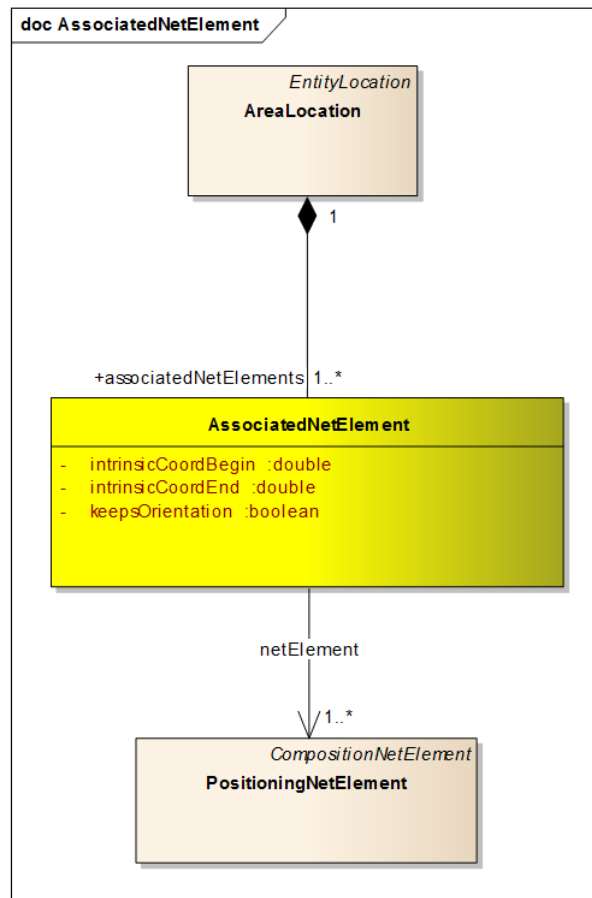 doc AssociatedNetElement
EntityLocation
AreaLocation
1
+associatedNetElements 1..*
AssociatedNetElement
- intrinsicCoordBegin :double
- intrinsicCoordEnd :double
- keepsOrientation :boolean
netElement
1..*
CompositionNetElement
PositioningNetElement